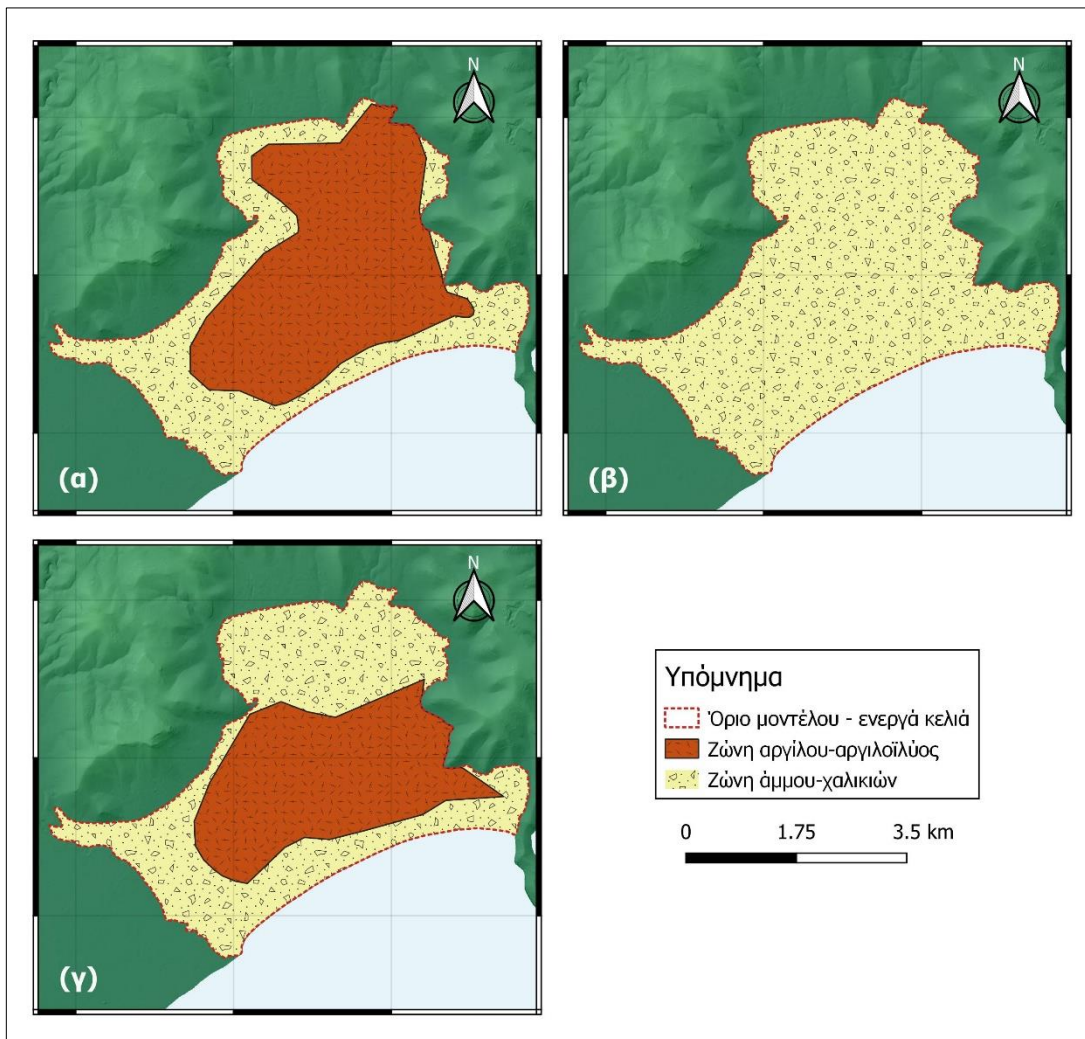 N
N
(α)
(β)
N
(γ)
Υπόμνημα
Όριο μοντέλου - ενεργά κελιά
Ζώνη αργίλου-αργιλοϊλύος
Ζώνη άμμου-χαλικιών
0 1.75 3.5 km